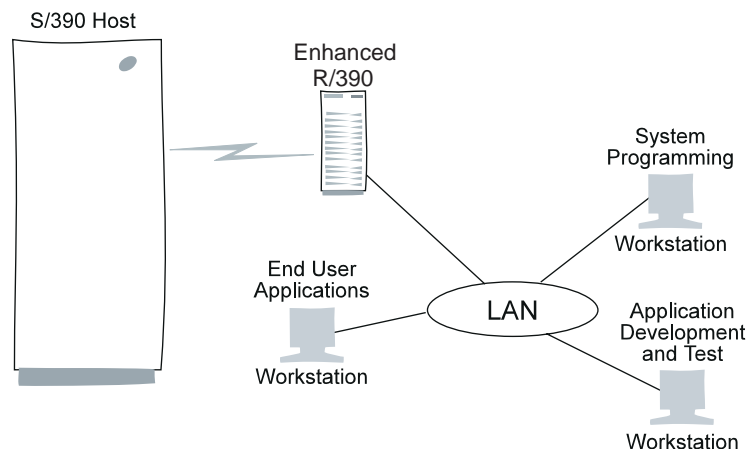 S/390 Host
Enhanced
R/390
System
Programming
Workstation
End User
Applications
Workstation
LAN
Application
Development
and Test
Workstation